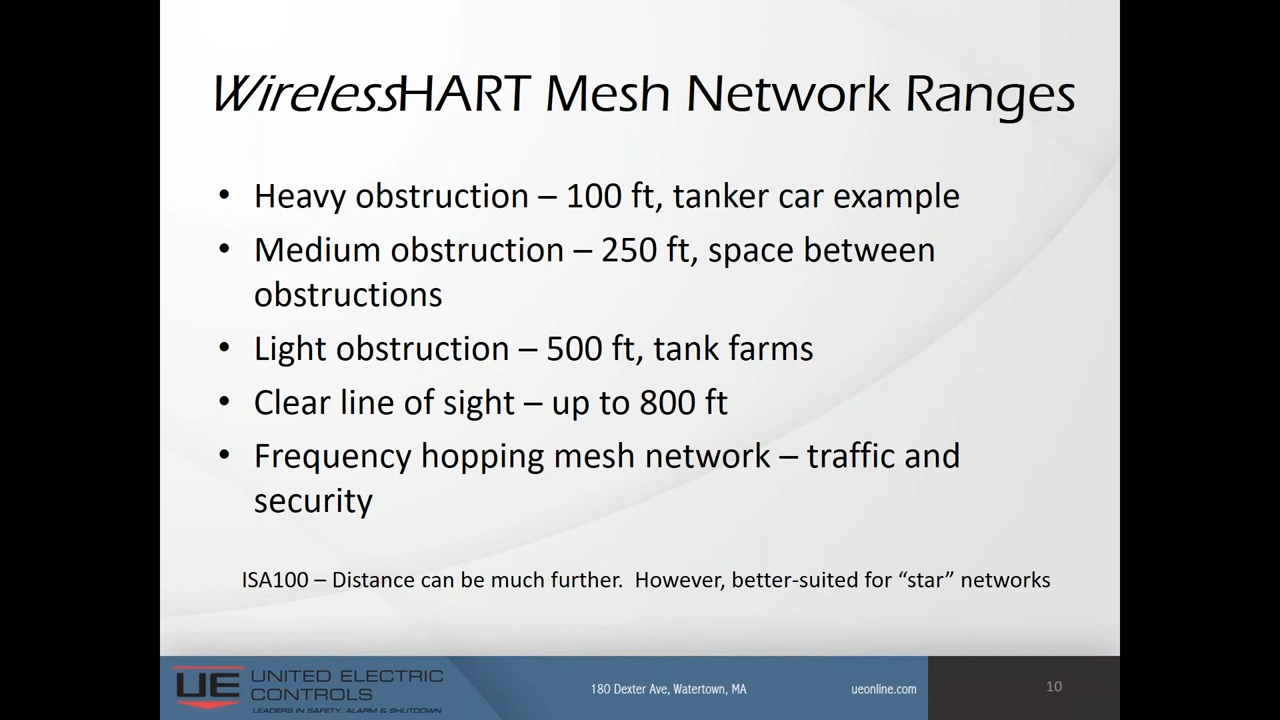 WirelessHART Mesh Network Ranges
• Heavy obstruction – 100 ft, tanker car example
• Medium obstruction – 250 ft, space between
obstructions
• Light obstruction – 500 ft, tank farms
• Clear line of sight – up to 800 ft
• Frequency hopping mesh network – traffic and
security
ISA100 – Distance can be much further. However, better-suited for “star” networks
UE UNITED ELECTRIC
CONTROLS
LEADERS IN SAFETY, ALARM & SHUTDOWN
180 Dexter Ave, Watertown, MA
ueonline.com
10